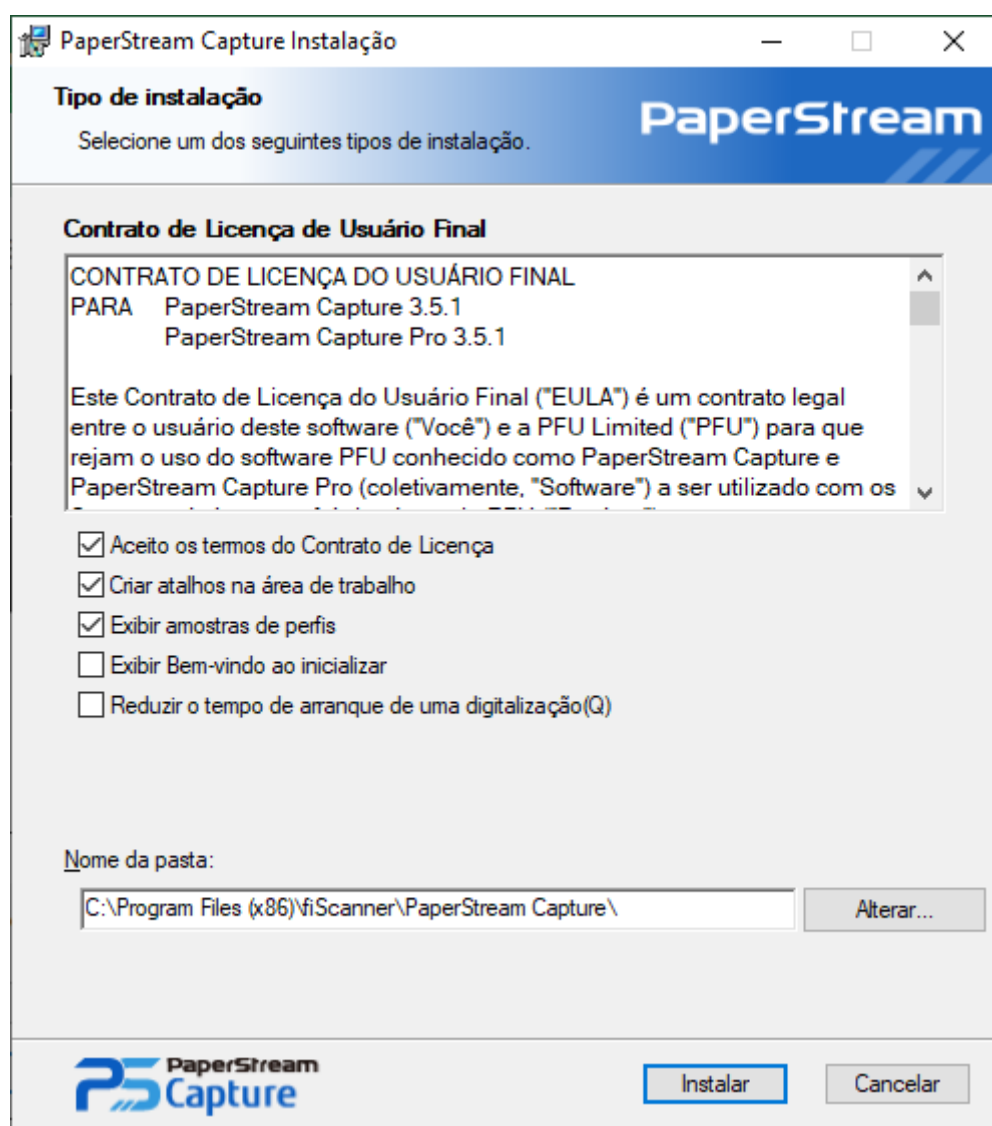 PaperStream Capture Instalação
Tipo de instalação
PaperStream
Selecione um dos seguintes tipos de instalação.
Contrato de Licença de Usuário Final
CONTRATO DE LICENÇA DO USUÁRIO FINAL
PARA PaperStream Capture 3.5.1
PaperStream Capture Pro 3.5.1
Este Contrato de Licença do Usuário Final ("EULA") é um contrato legal
entre o usuário deste software ("Você") e a PFU Limited ("PFU") para que
rejam o uso do software PFU conhecido como PaperStream Capture e
PaperStream Capture Pro (coletivamente, "Software") a ser utilizado com os
Aceito os termos do Contrato de Licença
Criar atalhos na área de trabalho
Exibir amostras de perfis
Exibir Bem-vindo ao inicializar
Reduzir o tempo de arranque de uma digitalização(Q)
Nome da pasta:
C:\Program Files (x86)\fiScanner\PaperStream Capture\
Alterar...
PS PaperStream
Capture
Instalar
Cancelar